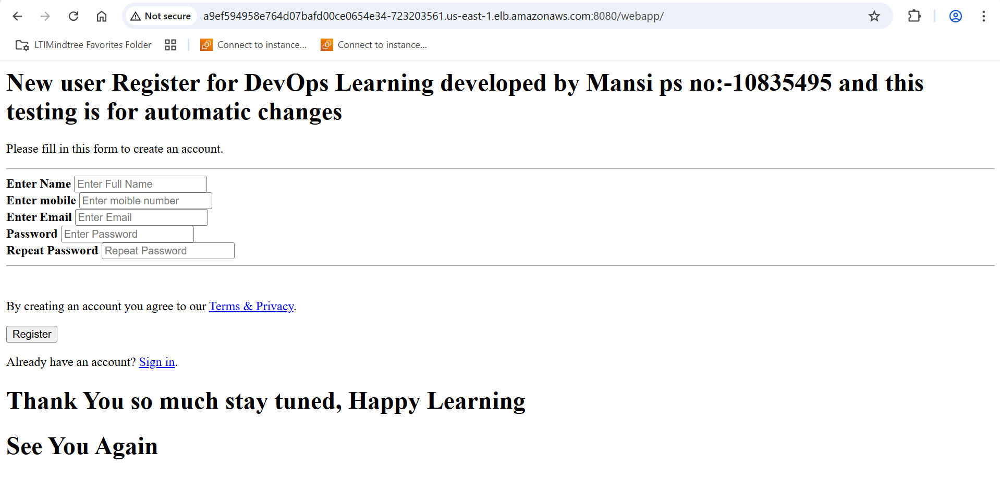 Not secure a9ef594958e764d07bafd00ce0654e34-723203561.us-east-1.elb.amazonaws.com:8080/webapp/
LTIMindtree Favorites Folder Connect to instance... Connect to instance...
New user Register for DevOps Learning developed by Mansi ps no:-10835495 and this
testing is for automatic changes
Please fill in this form to create an account.
Enter Name Enter Full Name
Enter mobile Enter moible number
Enter Email Enter Email
Password Enter Password
Repeat Password Repeat Password
By creating an account you agree to our Terms & Privacy.
Register
Already have an account? Sign in.
Thank You so much stay tuned, Happy Learning
See You Again